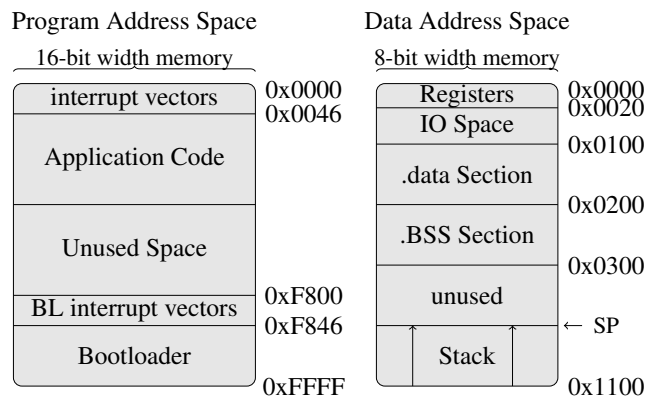 Program Address Space
16-bit width memory
interrupt vectors
Application Code
Unused Space
BL interrupt vectors
Bootloader
0x0000
0x0046
0xF800
0xF846
0xFFFF
Data Address Space
8-bit width memory
Registers
IO Space
.data Section
.BSS Section
unused
Stack
0x0000
0x0020
0x0100
0x0200
0x0300
← SP
0x1100